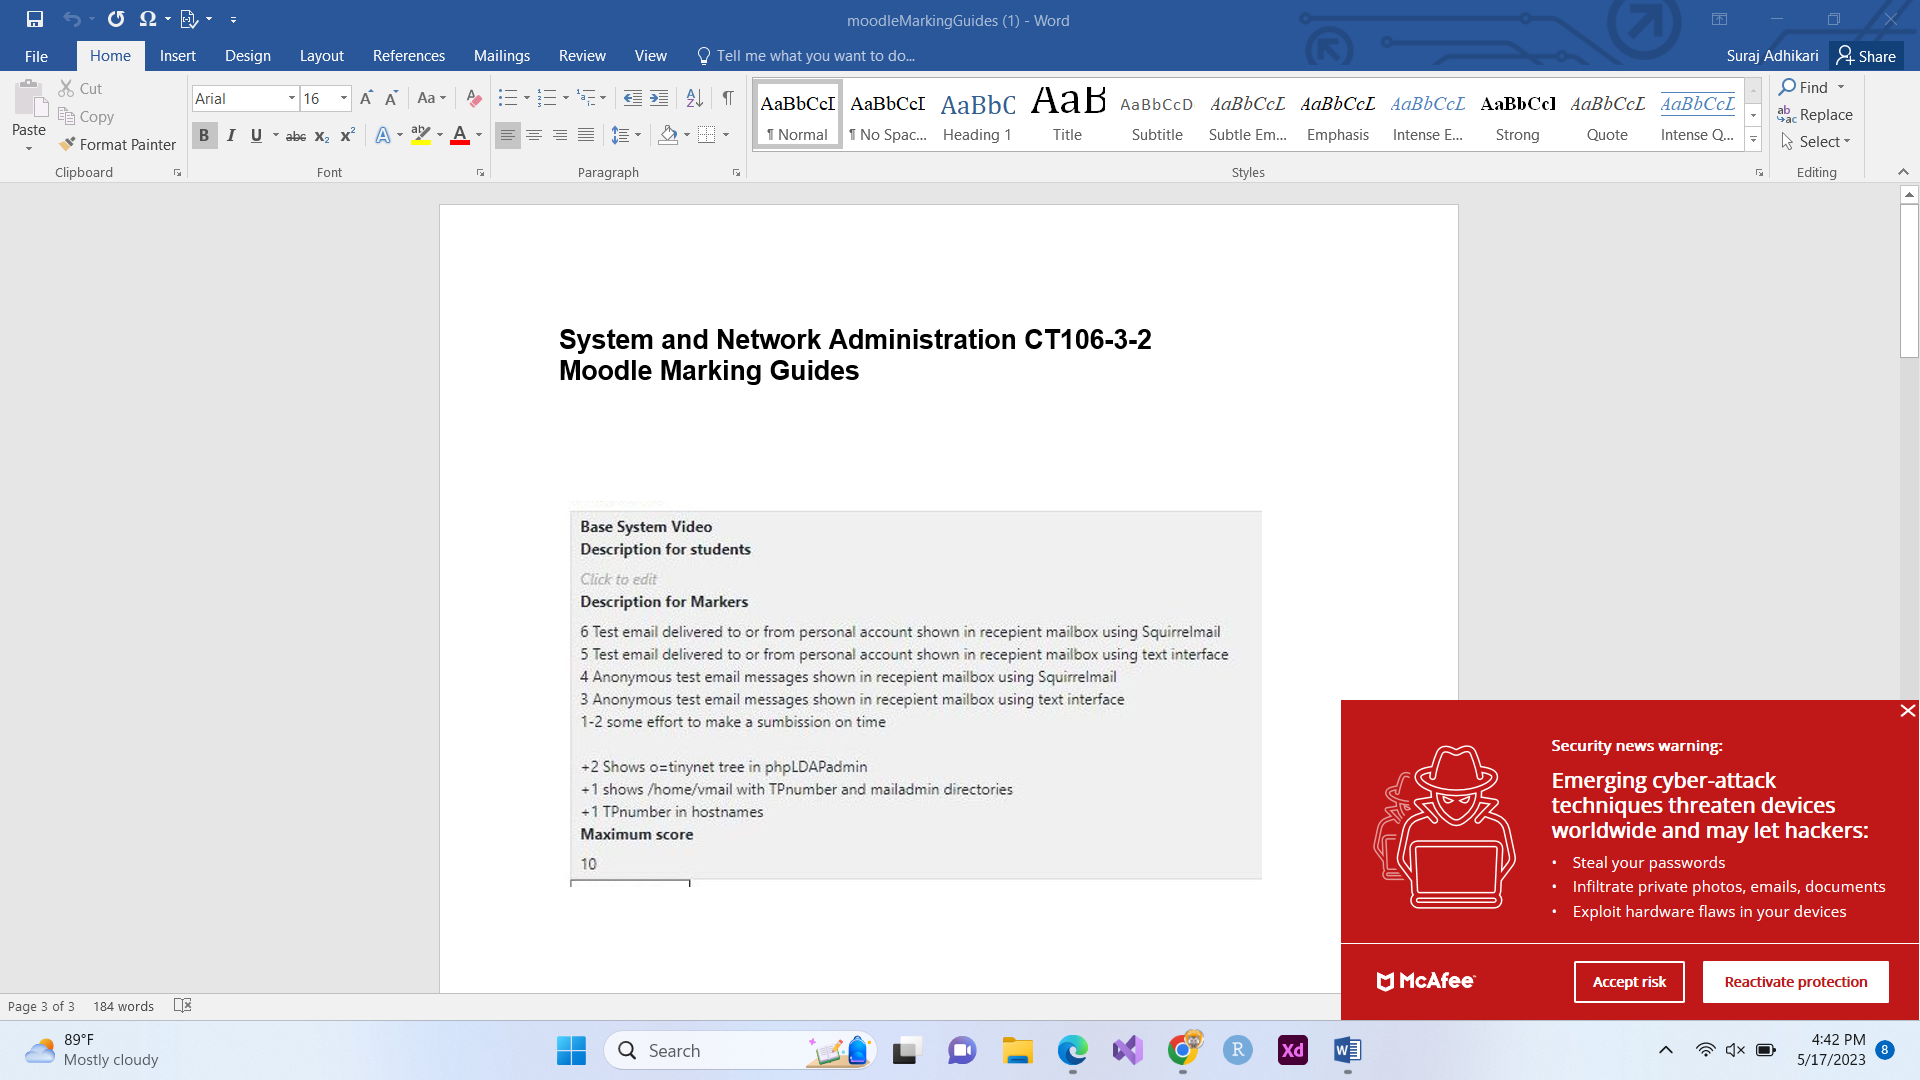 moodleMarkingGuides (1) - Word
File Home Insert Design Layout References Mailings Review View Tell me what you want to do... Suraj Adhikari Share
Paste
Cut
Copy
Format Painter
Clipboard
Arial 16
Aa
B I U abc x₂ x² A A
Font
Paragraph
AaBbCcI AaBbCcI AaBbC AaB AaBbCcD AaBbCcL AaBbCcL AaBbCcL AaBbCcI AaBbCcL AaBbCcL
¶ Normal ¶ No Spac... Heading 1 Title Subtitle Subtle Em... Emphasis Intense E... Strong Quote Intense Q...
Styles
Find
Replace
Select
Editing
System and Network Administration CT106-3-2
Moodle Marking Guides
Base System Video
Description for students
Click to edit
Description for Markers
6 Test email delivered to or from personal account shown in recepient mailbox using Squirrelmail
5 Test email delivered to or from personal account shown in recepient mailbox using text interface
4 Anonymous test email messages shown in recepient mailbox using Squirrelmail
3 Anonymous test email messages shown in recepient mailbox using text interface
1-2 some effort to make a sumbission on time
+2 Shows o=tinynet tree in phpLDAPadmin
+1 shows /home/vmail with TPnumber and mailadmin directories
+1 TPnumber in hostnames
Maximum score
10
Security news warning:
Emerging cyber-attack
techniques threaten devices
worldwide and may let hackers:
• Steal your passwords
• Infiltrate private photos, emails, documents
• Exploit hardware flaws in your devices
McAfee
Accept risk
Reactivate protection
Page 3 of 3 184 words
89°F
Mostly cloudy
Search
R
Xd
4:42 PM
5/17/2023
8